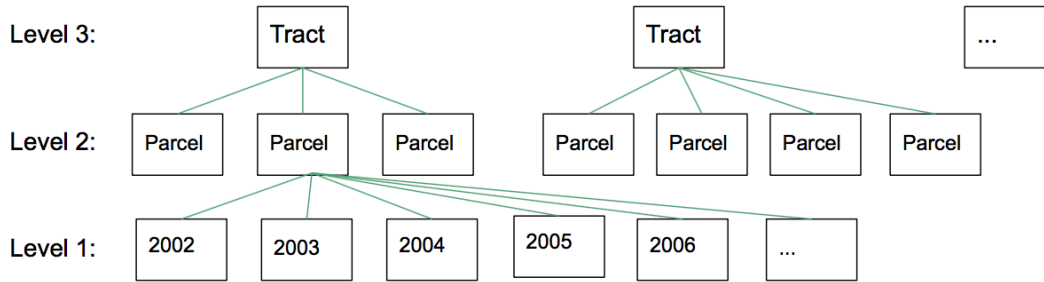 Level 3: Tract Tract ...
Level 2: Parcel Parcel Parcel Parcel Parcel Parcel Parcel
Level 1: 2002 2003 2004 2005 2006 ...